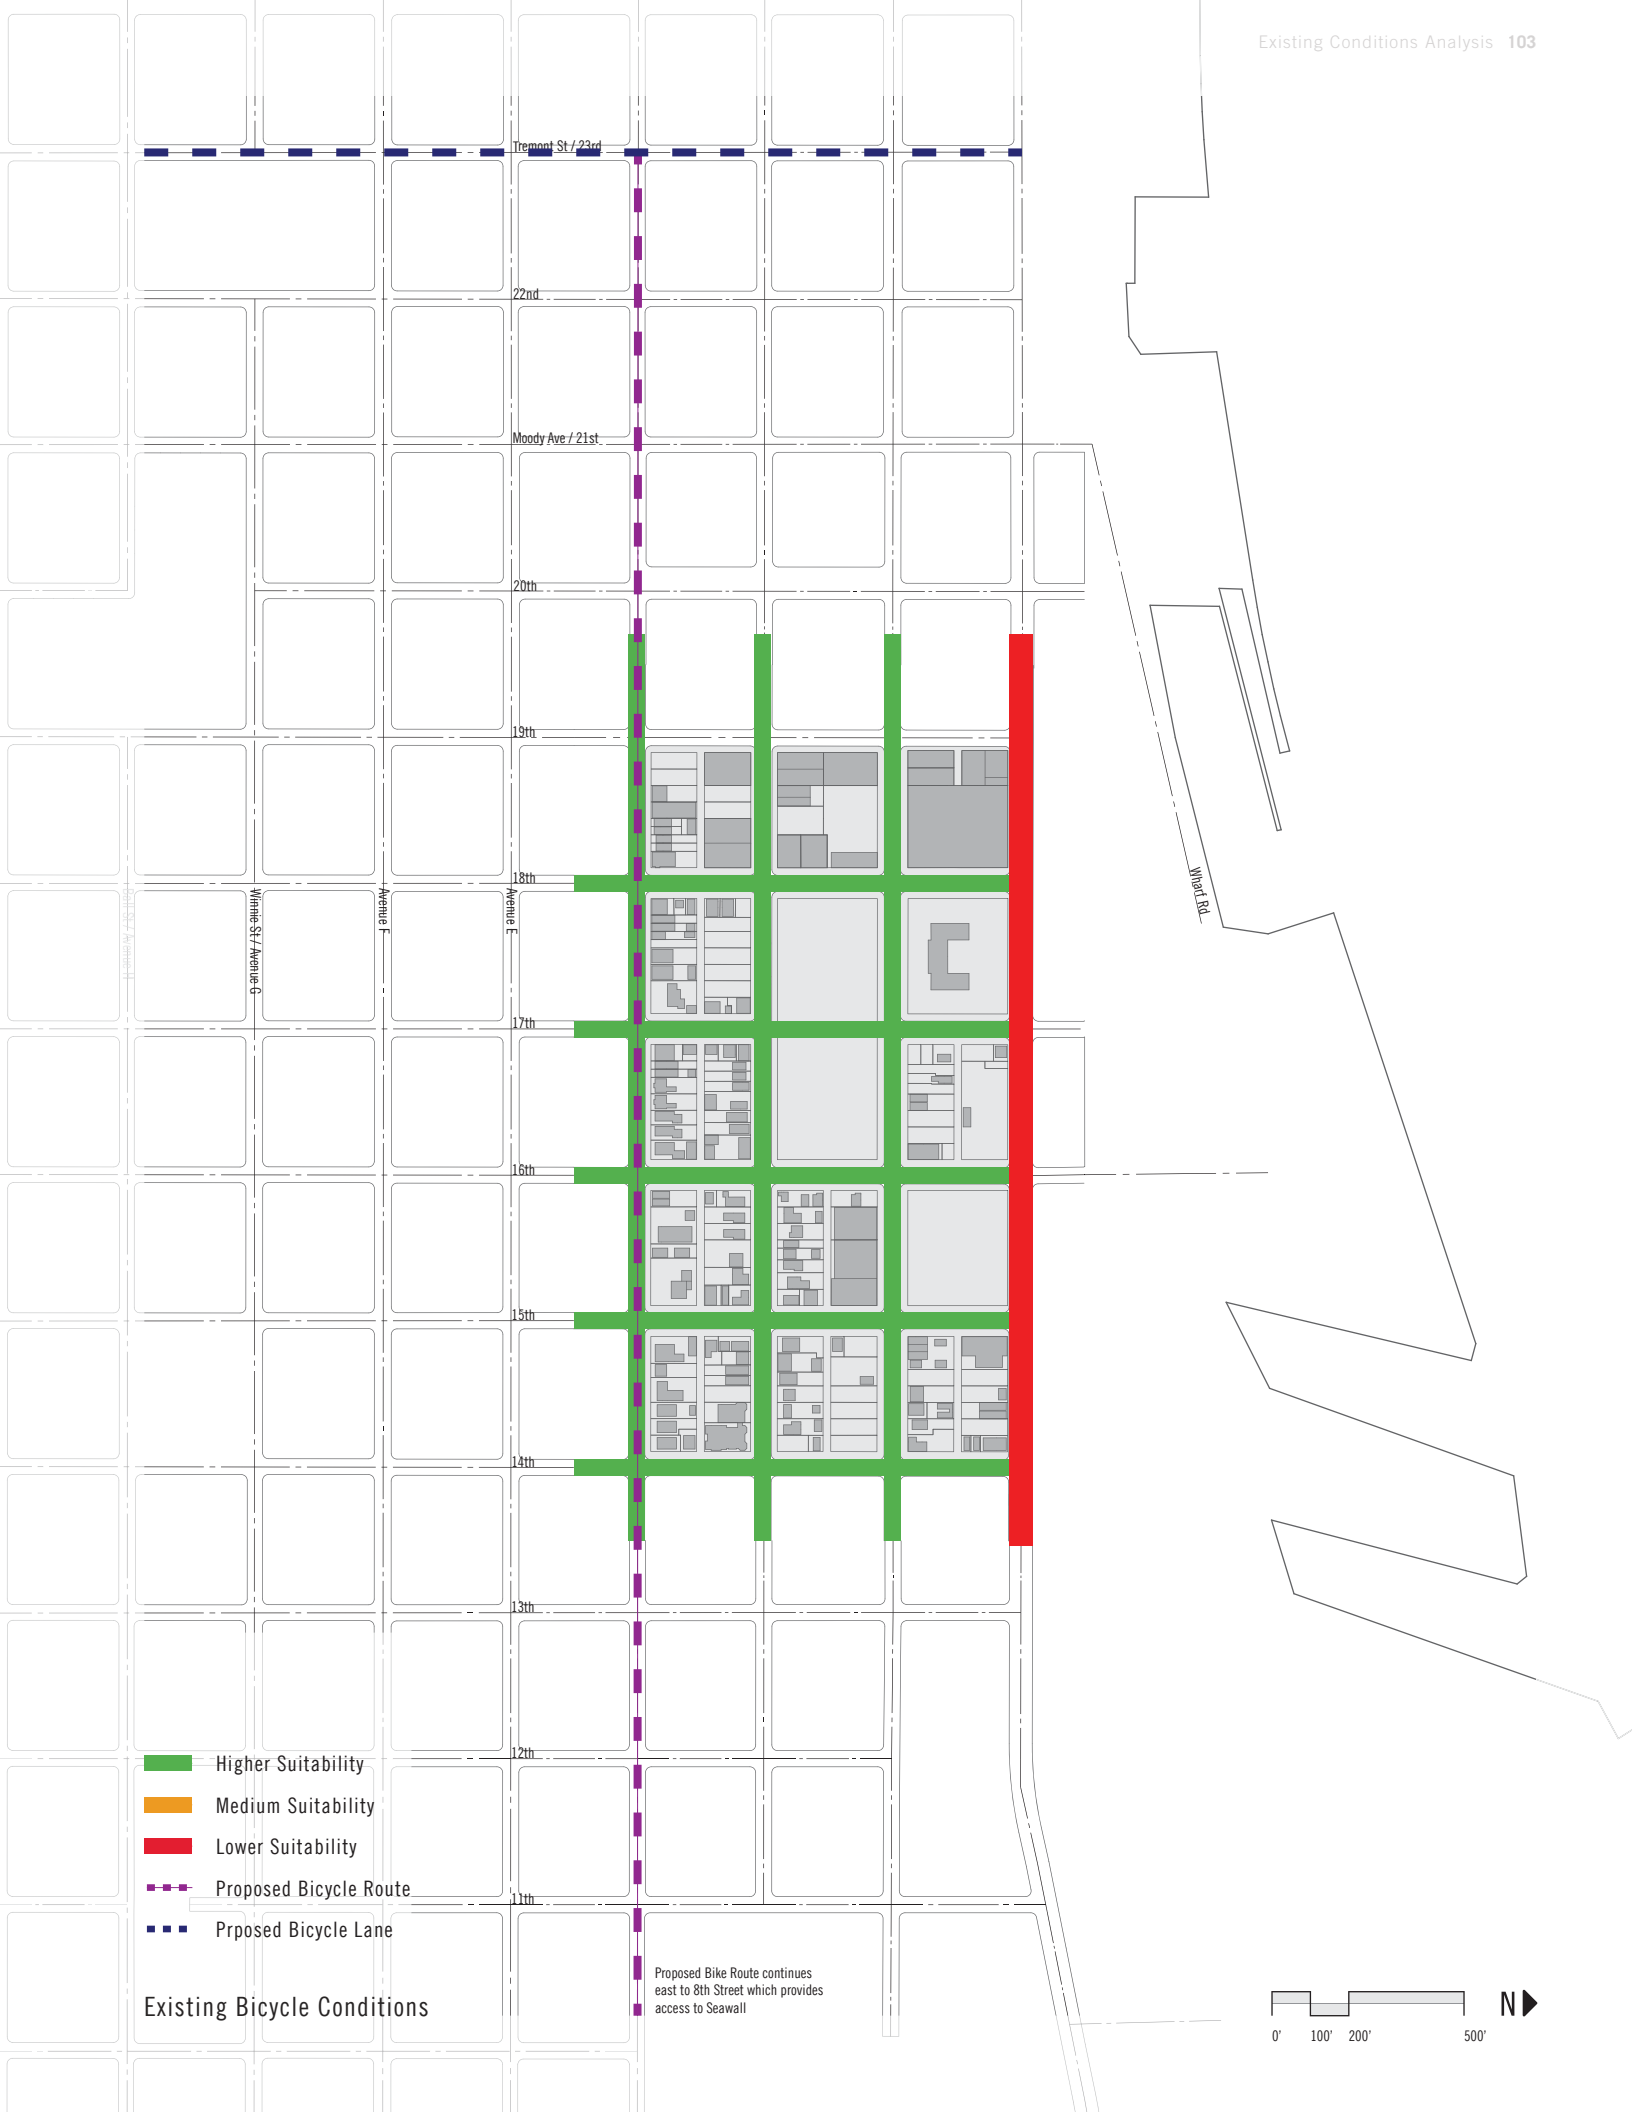 Existing Conditions Analysis 103
Tremont St / 23rd
22nd
Moody Ave / 21st
20th
19th
18th
Winnie St / Avenue G
Avenue F
Avenue E
Wharf Rd
17th
16th
15th
14th
13th
12th
11th
Higher Suitability
Medium Suitability
Lower Suitability
Proposed Bicycle Route
Prposed Bicycle Lane
Proposed Bike Route continues
east to 8th Street which provides
access to Seawall
Existing Bicycle Conditions
0' 100' 200' 500'
N